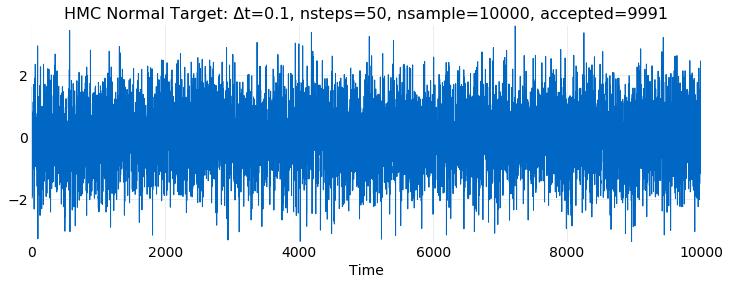 HMC Normal Target: Δt=0.1, nsteps=50, nsample=10000, accepted=9991
2
0
−2
0 2000 4000 6000 8000 10000
Time